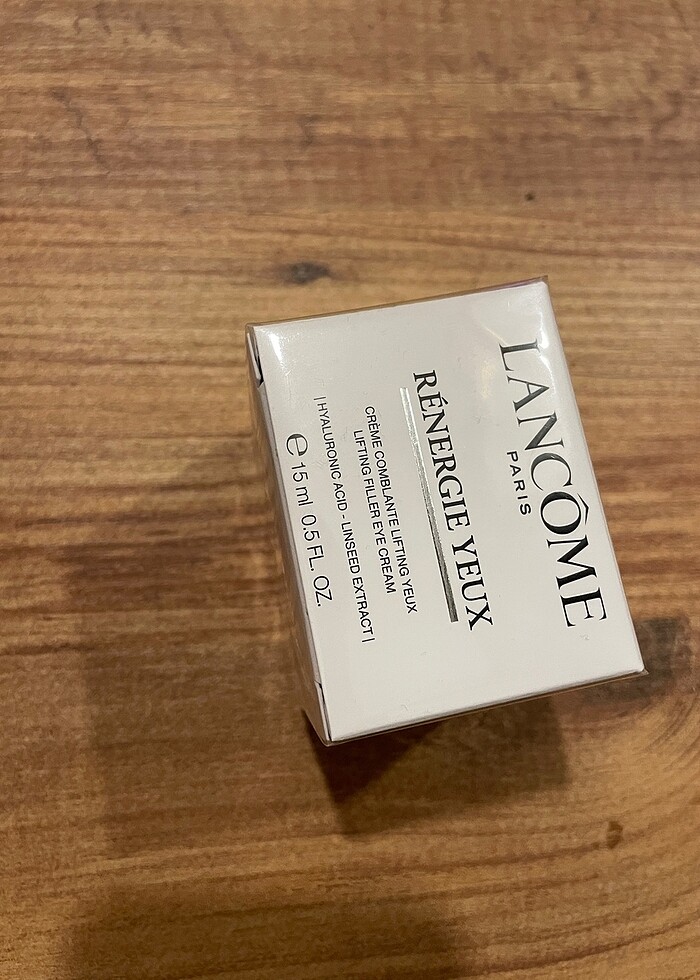 LANCÔME
PARIS
RÉNERGIE YEUX
CRÈME COMBLANTE LIFTING YEUX
LIFTING FILLER EYE CREAM
| HYALURONIC ACID - LINSEED EXTRACT |
℮ 15 ml 0.5 FL. OZ.